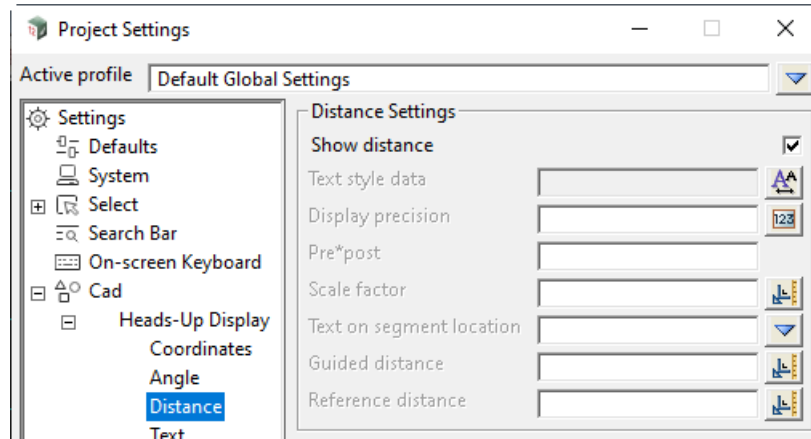 Project Settings
Active profile Default Global Settings
Settings
Defaults
System
Select
Search Bar
On-screen Keyboard
Cad
Heads-Up Display
Coordinates
Angle
Distance
Text
Distance Settings
Show distance
Text style data
Display precision
123
Pre*post
Scale factor
Text on segment location
Guided distance
Reference distance